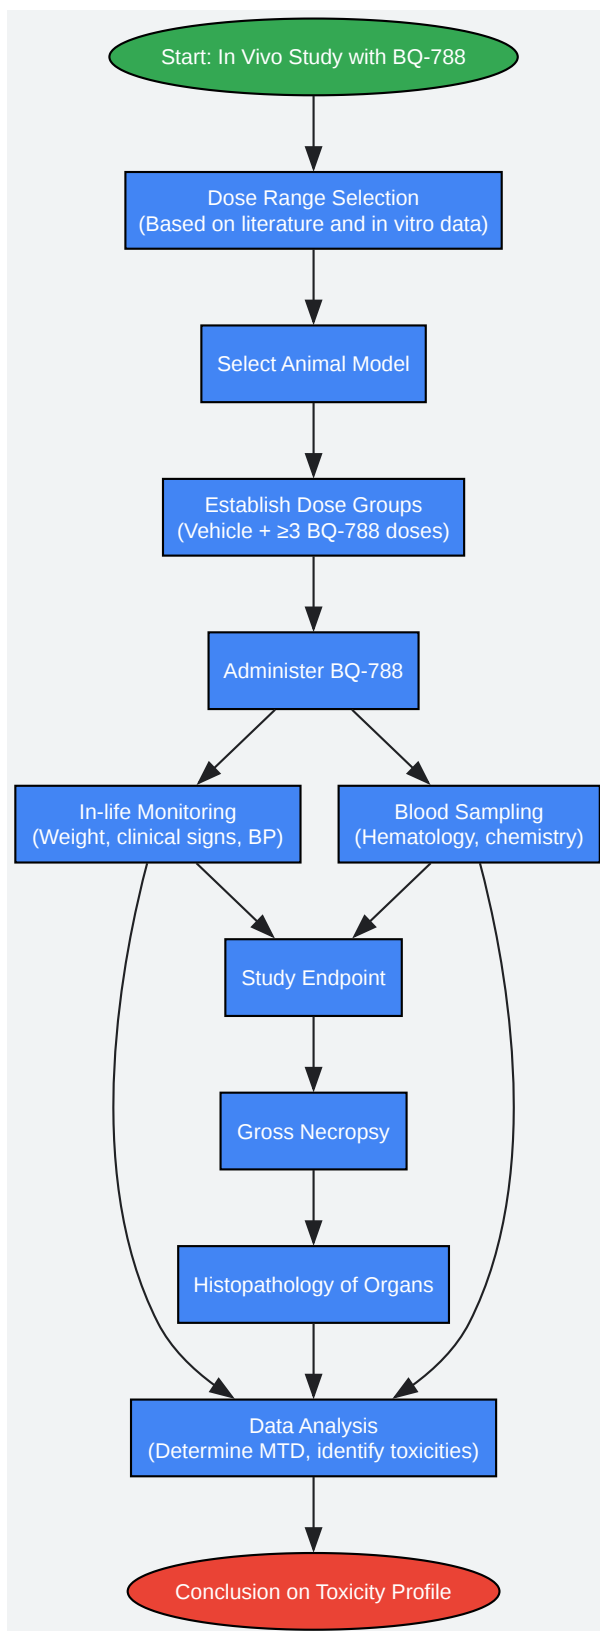 Start: In Vivo Study with BQ-788
Dose Range Selection
(Based on literature and in vitro data)
Select Animal Model
Establish Dose Groups
(Vehicle + ≥3 BQ-788 doses)
Administer BQ-788
In-life Monitoring
(Weight, clinical signs, BP)
Blood Sampling
(Hematology, chemistry)
Study Endpoint
Gross Necropsy
Histopathology of Organs
Data Analysis
(Determine MTD, identify toxicities)
Conclusion on Toxicity Profile